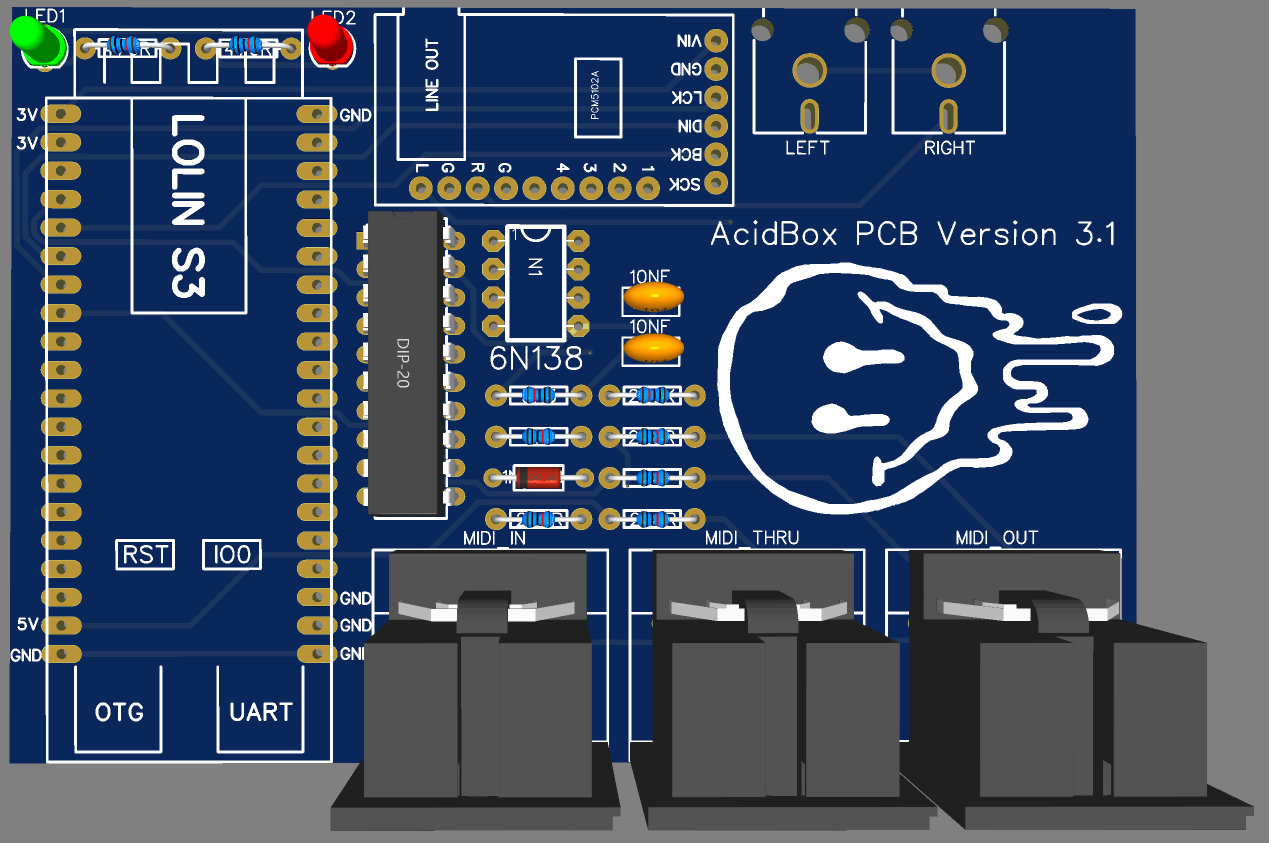 LED1
LED2
3V
3V
GND
LOLIN S3
LINE OUT
PCM5102A
VIN
GND
LCK
DIN
BCK
SCK
L
G
R
G
4
3
2
1
LEFT
RIGHT
AcidBox PCB Version 3.1
1
N1
6N138
10NF
10NF
DIP-20
RST
IO0
MIDI_IN
MIDI_THRU
MIDI_OUT
GND
5V
GND
GND
OTG
UART